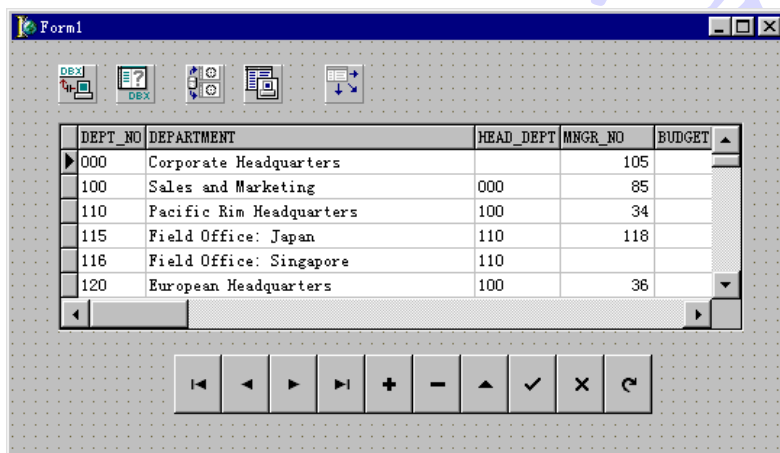 Form1
DBX
DBX
DEPT_NO DEPARTMENT HEAD_DEPT MNGR_NO BUDGET
000 Corporate Headquarters 105
100 Sales and Marketing 000 85
110 Pacific Rim Headquarters 100 34
115 Field Office: Japan 110 118
116 Field Office: Singapore 110
120 European Headquarters 100 36